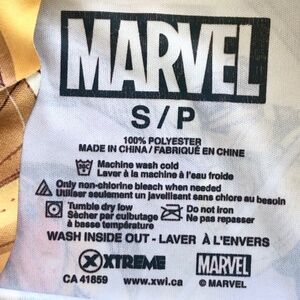 MARVEL
S/P
100% POLYESTER
MADE IN CHINA / FABRIQUÉ EN CHINE
Machine wash cold
Laver à la machine à l'eau froide
Only non-chlorine bleach when needed
Utiliser seulement un javellisant sans chlore au besoin
Tumble dry low
Sécher par culbutage
à basse température
Do not iron
Ne pas repasser
WASH INSIDE OUT - LAVER À L'ENVERS
XTREME
MARVEL
CA 41859
www.xwi.ca
© MARVEL